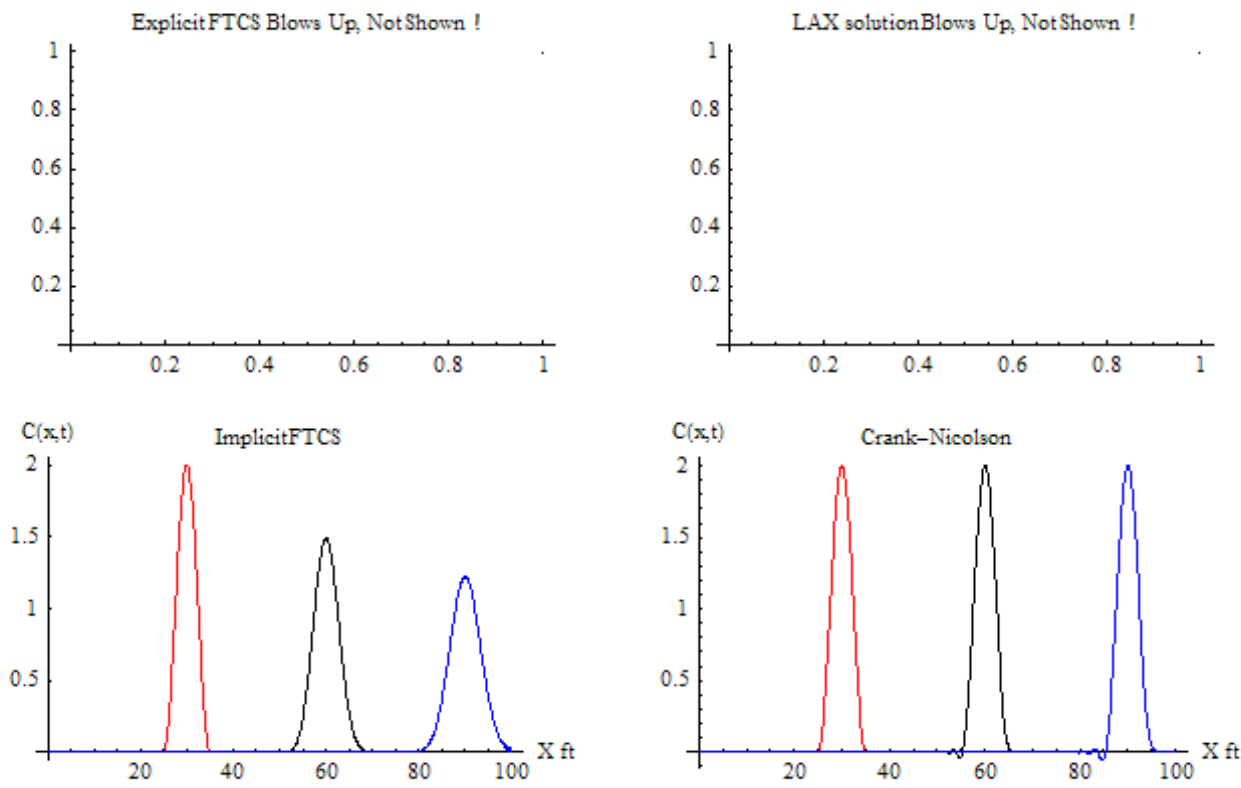 Explicit FTCS Blows Up, Not Shown !
1
0.8
0.6
0.4
0.2
0.2 0.4 0.6 0.8 1
LAX solution Blows Up, Not Shown !
1
0.8
0.6
0.4
0.2
0.2 0.4 0.6 0.8 1
C(x,t)
Implicit FTCS
2
1.5
1
0.5
20 40 60 80 100 X ft
C(x,t)
Crank–Nicolson
2
1.5
1
0.5
20 40 60 80 100 X ft